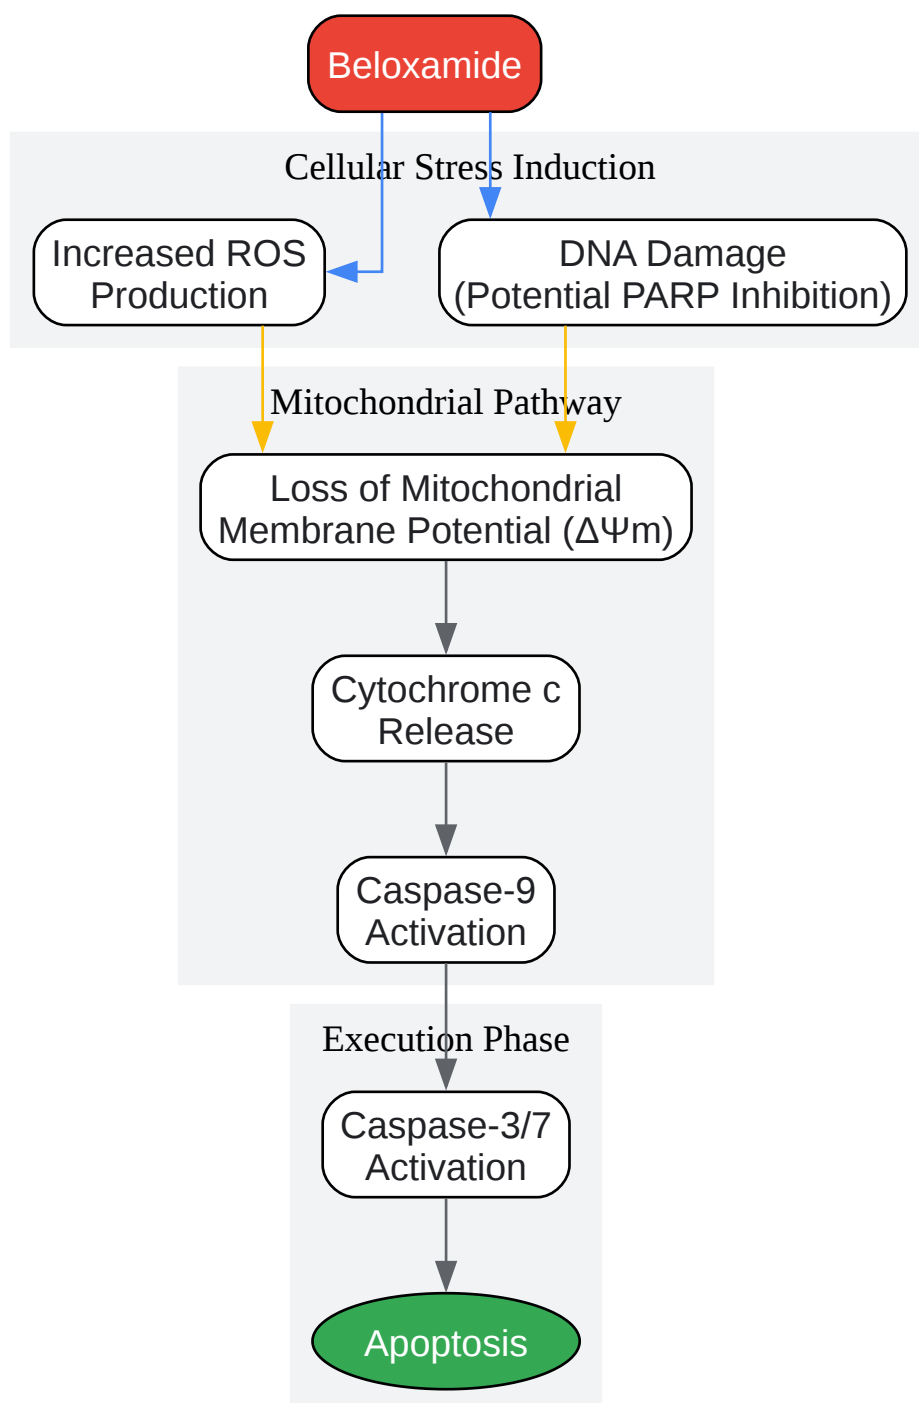 Beloxamide
Cellular Stress Induction
Increased ROS
Production
DNA Damage
(Potential PARP Inhibition)
Mitochondrial Pathway
Loss of Mitochondrial
Membrane Potential (ΔΨm)
Cytochrome c
Release
Caspase-9
Activation
Execution Phase
Caspase-3/7
Activation
Apoptosis